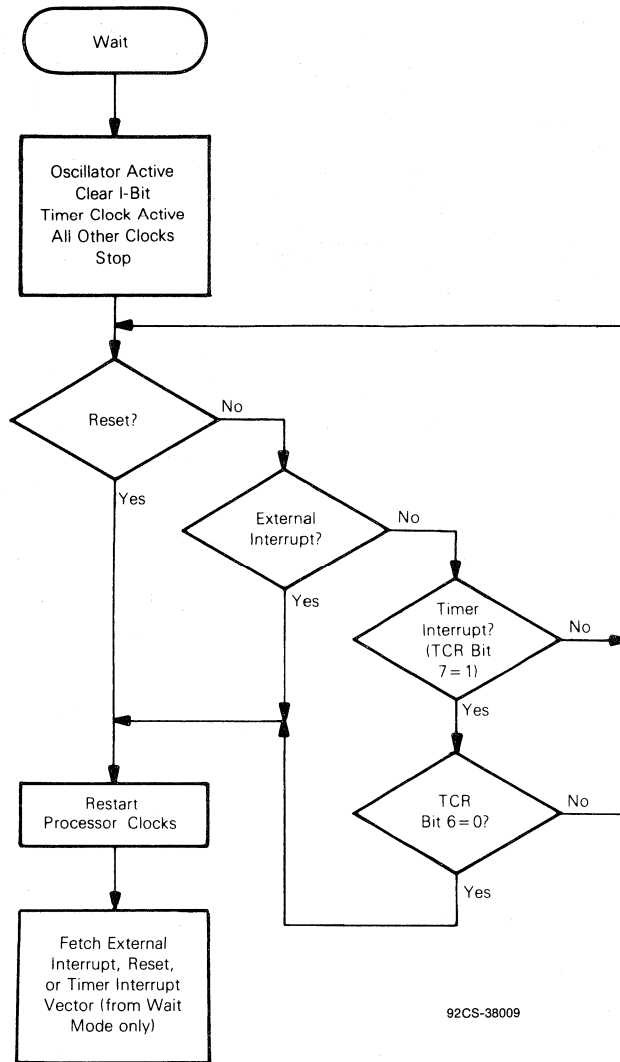 Wait
Oscillator Active
Clear I-Bit
Timer Clock Active
All Other Clocks
Stop
Reset?
No
Yes
External
Interrupt?
No
Yes
Timer
Interrupt?
(TCR Bit
7=1)
No
Yes
TCR
Bit 6=0?
No
Yes
Restart
Processor Clocks
Fetch External
Interrupt, Reset,
or Timer Interrupt
Vector (from Wait
Mode only)
92CS-38009